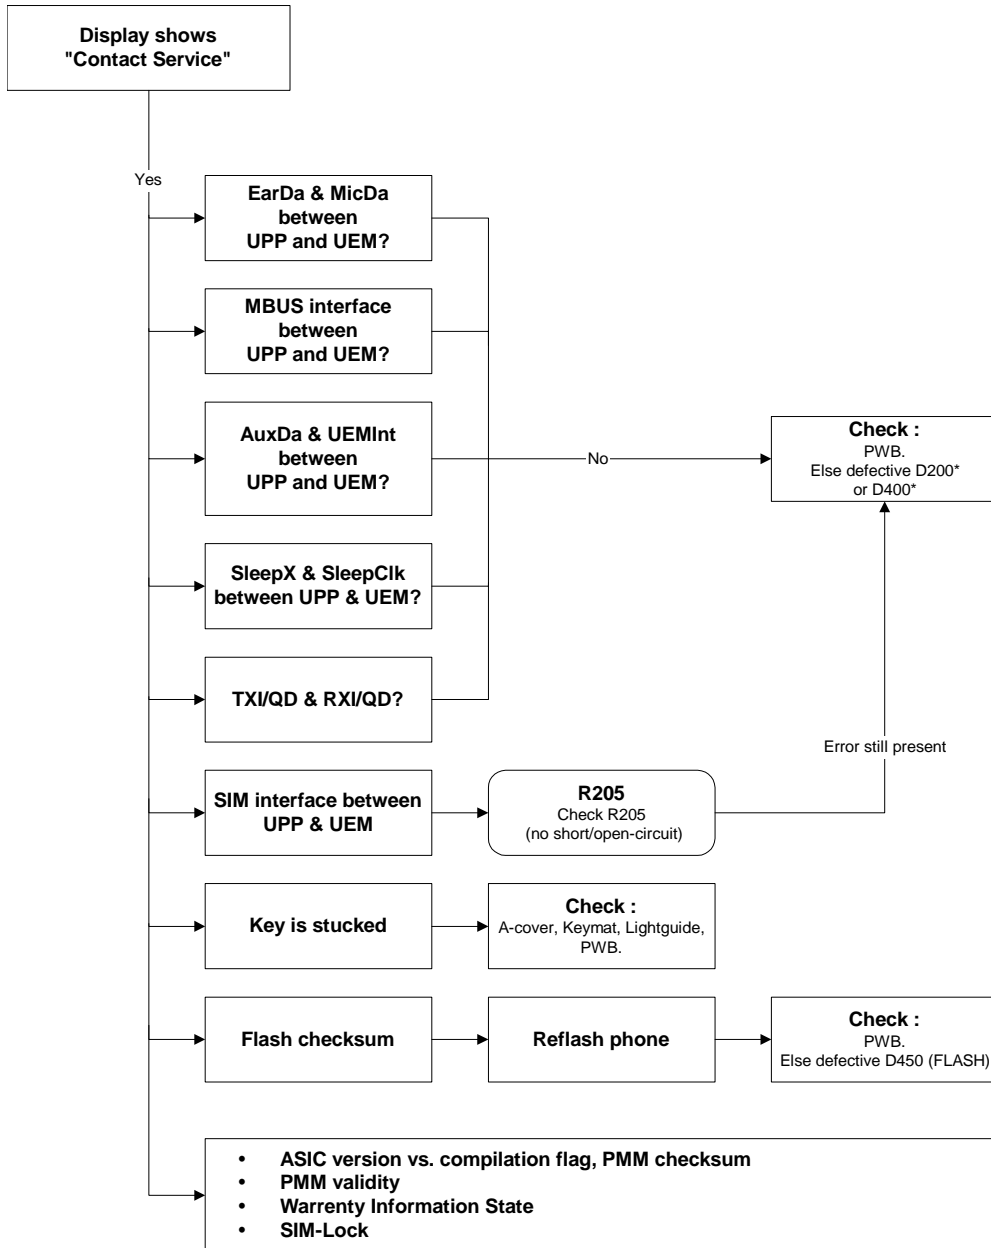 Display shows
"Contact Service"
Yes
EarDa & MicDa
between
UPP and UEM?
MBUS interface
between
UPP and UEM?
AuxDa & UEMInt
between
UPP and UEM?
No
Check :
PWB.
Else defective D200*
or D400*
SleepX & SleepClk
between UPP & UEM?
TXI/QD & RXI/QD?
Error still present
SIM interface between
UPP & UEM
R205
Check R205
(no short/open-circuit)
Key is stucked
Check :
A-cover, Keymat, Lightguide,
PWB.
Flash checksum
Reflash phone
Check :
PWB.
Else defective D450 (FLASH)
• ASIC version vs. compilation flag, PMM checksum
• PMM validity
• Warrenty Information State
• SIM-Lock